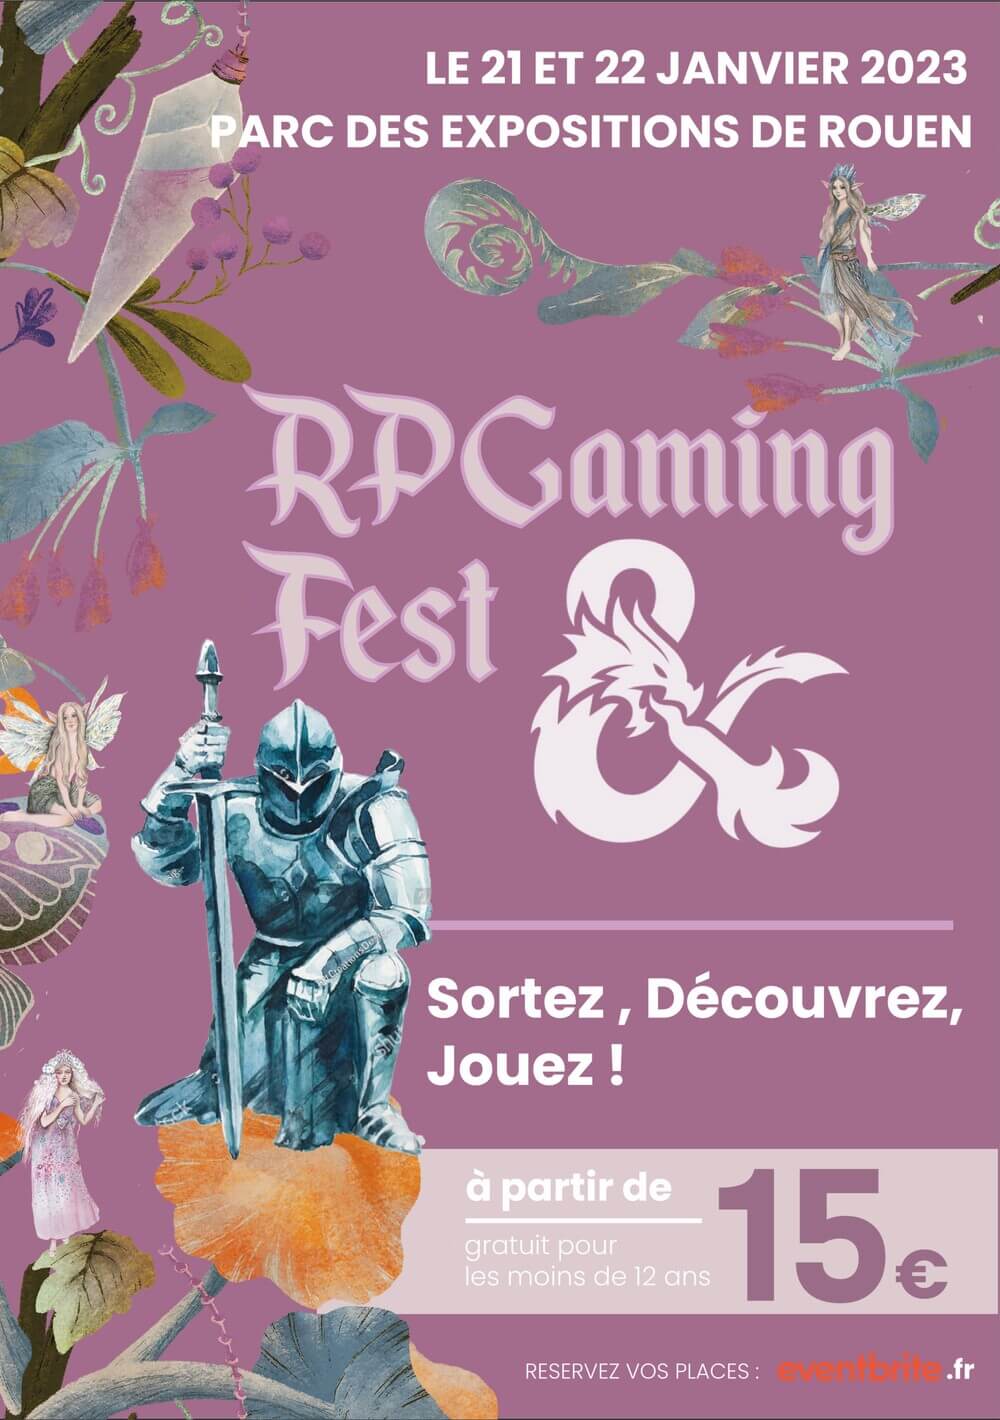 LE 21 ET 22 JANVIER 2023
PARC DES EXPOSITIONS DE ROUEN
RPGaming
Fest
Sortez , Découvrez,
Jouez !
à partir de
15€
gratuit pour
les moins de 12 ans
RESERVEZ VOS PLACES : eventbrite.fr